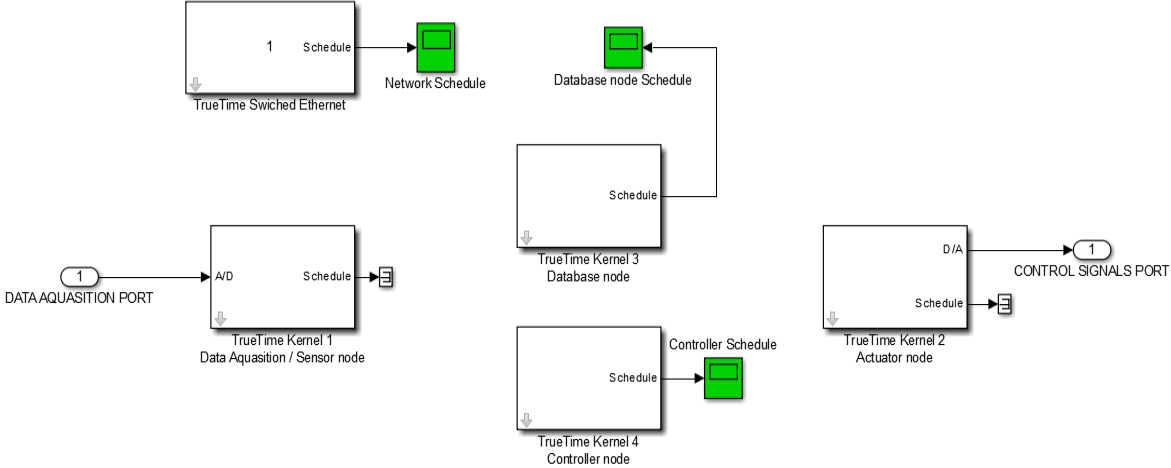 1 Schedule
TrueTime Swiched Ethernet
Network Schedule
Database node Schedule
Schedule
TrueTime Kernel 3
Database node
1
DATA AQUASITION PORT
A/D Schedule
TrueTime Kernel 1
Data Aquasition / Sensor node
D/A
Schedule
TrueTime Kernel 2
Actuator node
1
CONTROL SIGNALS PORT
Schedule
Controller Schedule
TrueTime Kernel 4
Controller node